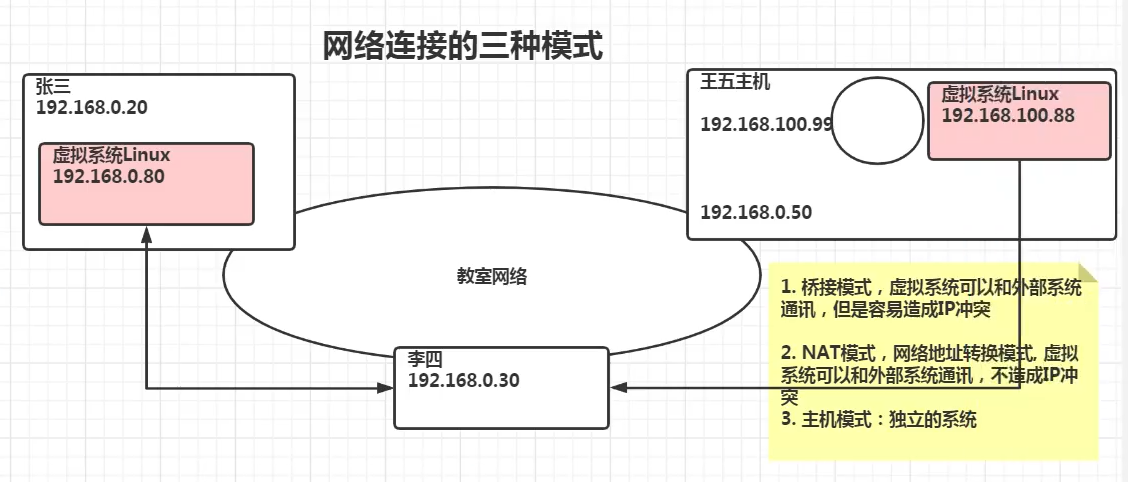 网络连接的三种模式
张三
192.168.0.20
虚拟系统Linux
192.168.0.80
王五主机
192.168.100.99
虚拟系统Linux
192.168.100.88
192.168.0.50
教室网络
李四
192.168.0.30
1. 桥接模式，虚拟系统可以和外部系统
通讯，但是容易造成IP冲突
2. NAT模式，网络地址转换模式, 虚拟
系统可以和外部系统通讯，不造成IP冲
突
3. 主机模式：独立的系统